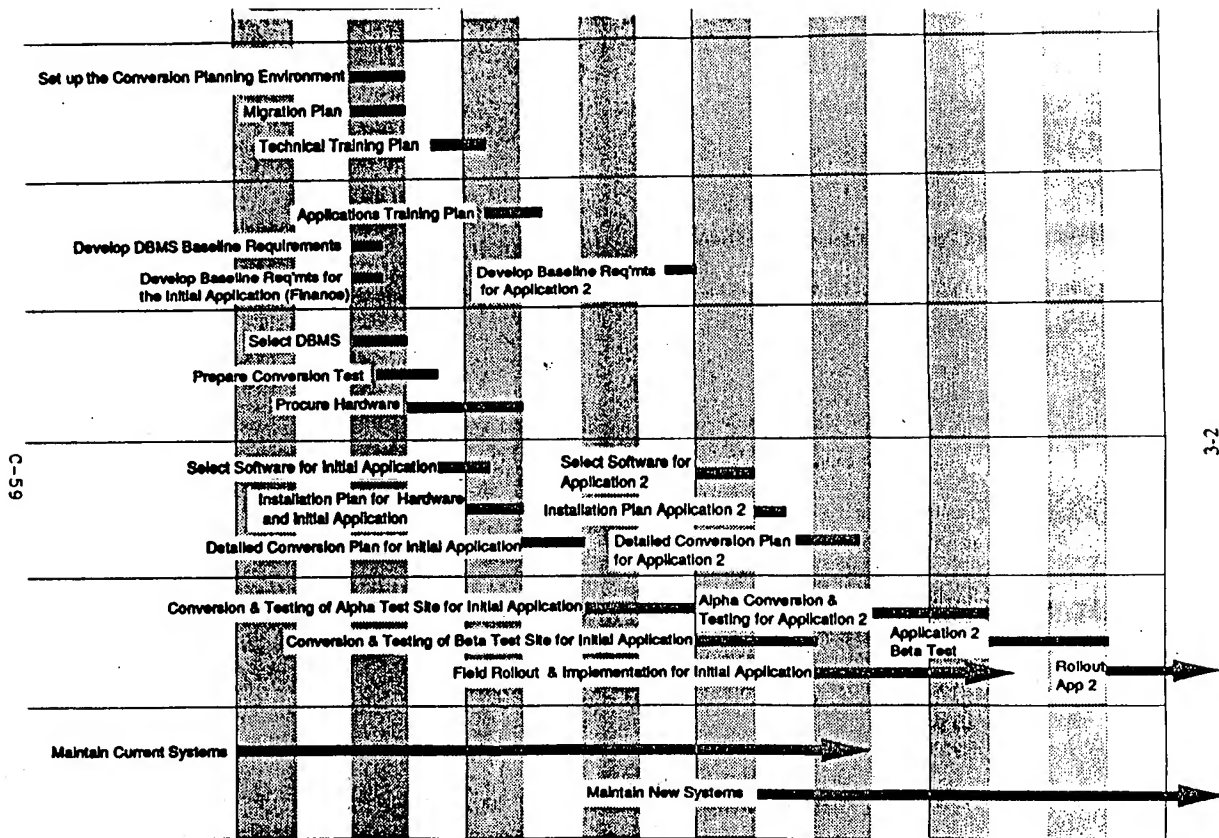 Set up the Conversion Planning Environment
Migration Plan
Technical Training Plan
Applications Training Plan
Develop DBMS Baseline Requirements
Develop Baseline Req'mts for
the Initial Application (Finance)
Develop Baseline Req'mts
for Application 2
Select DBMS
Prepare Conversion Test
Procure Hardware
Select Software for Initial Application
Select Software for
Application 2
Installation Plan for Hardware
and Initial Application
Installation Plan Application 2
Detailed Conversion Plan for Initial Application
Detailed Conversion Plan
for Application 2
Conversion & Testing of Alpha Test Site for Initial Application
Alpha Conversion &
Testing for Application 2
Conversion & Testing of Beta Test Site for Initial Application
Application 2
Beta Test
Field Rollout & Implementation for Initial Application
Rollout
App 2
Maintain Current Systems
Maintain New Systems
C-59
3-2